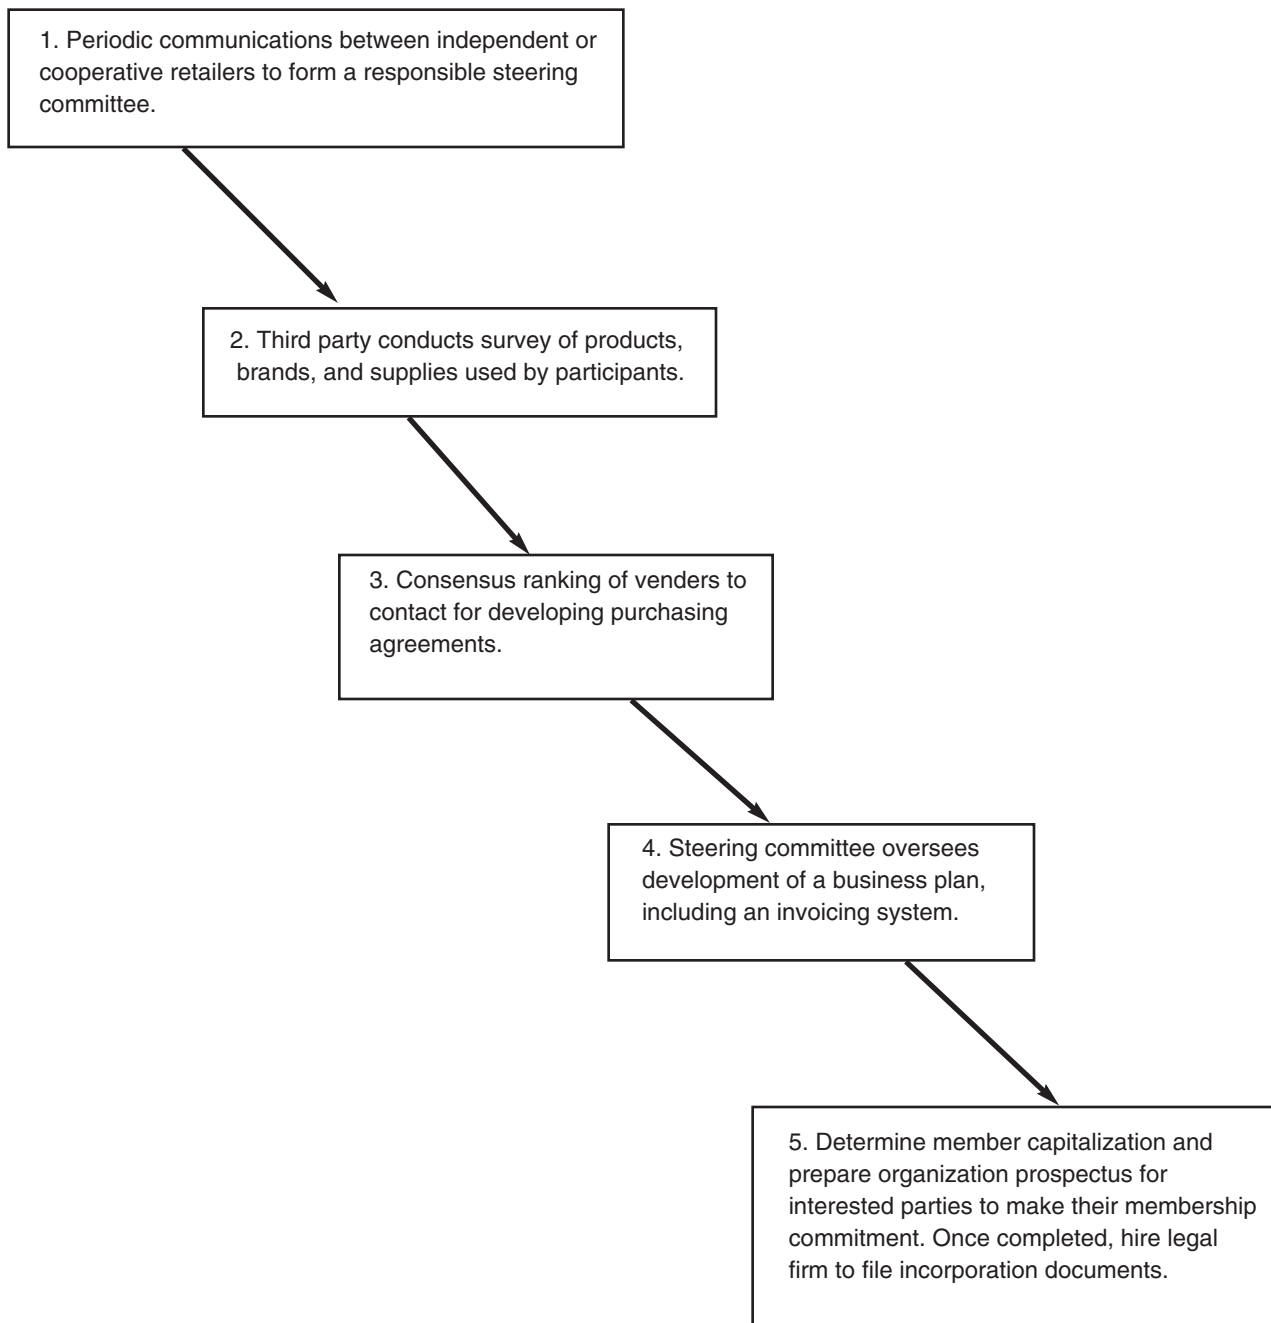 1. Periodic communications between independent or
cooperative retailers to form a responsible steering
committee.
2. Third party conducts survey of products,
brands, and supplies used by participants.
3. Consensus ranking of venders to
contact for developing purchasing
agreements.
4. Steering committee oversees
development of a business plan,
including an invoicing system.
5. Determine member capitalization and
prepare organization prospectus for
interested parties to make their membership
commitment. Once completed, hire legal
firm to file incorporation documents.